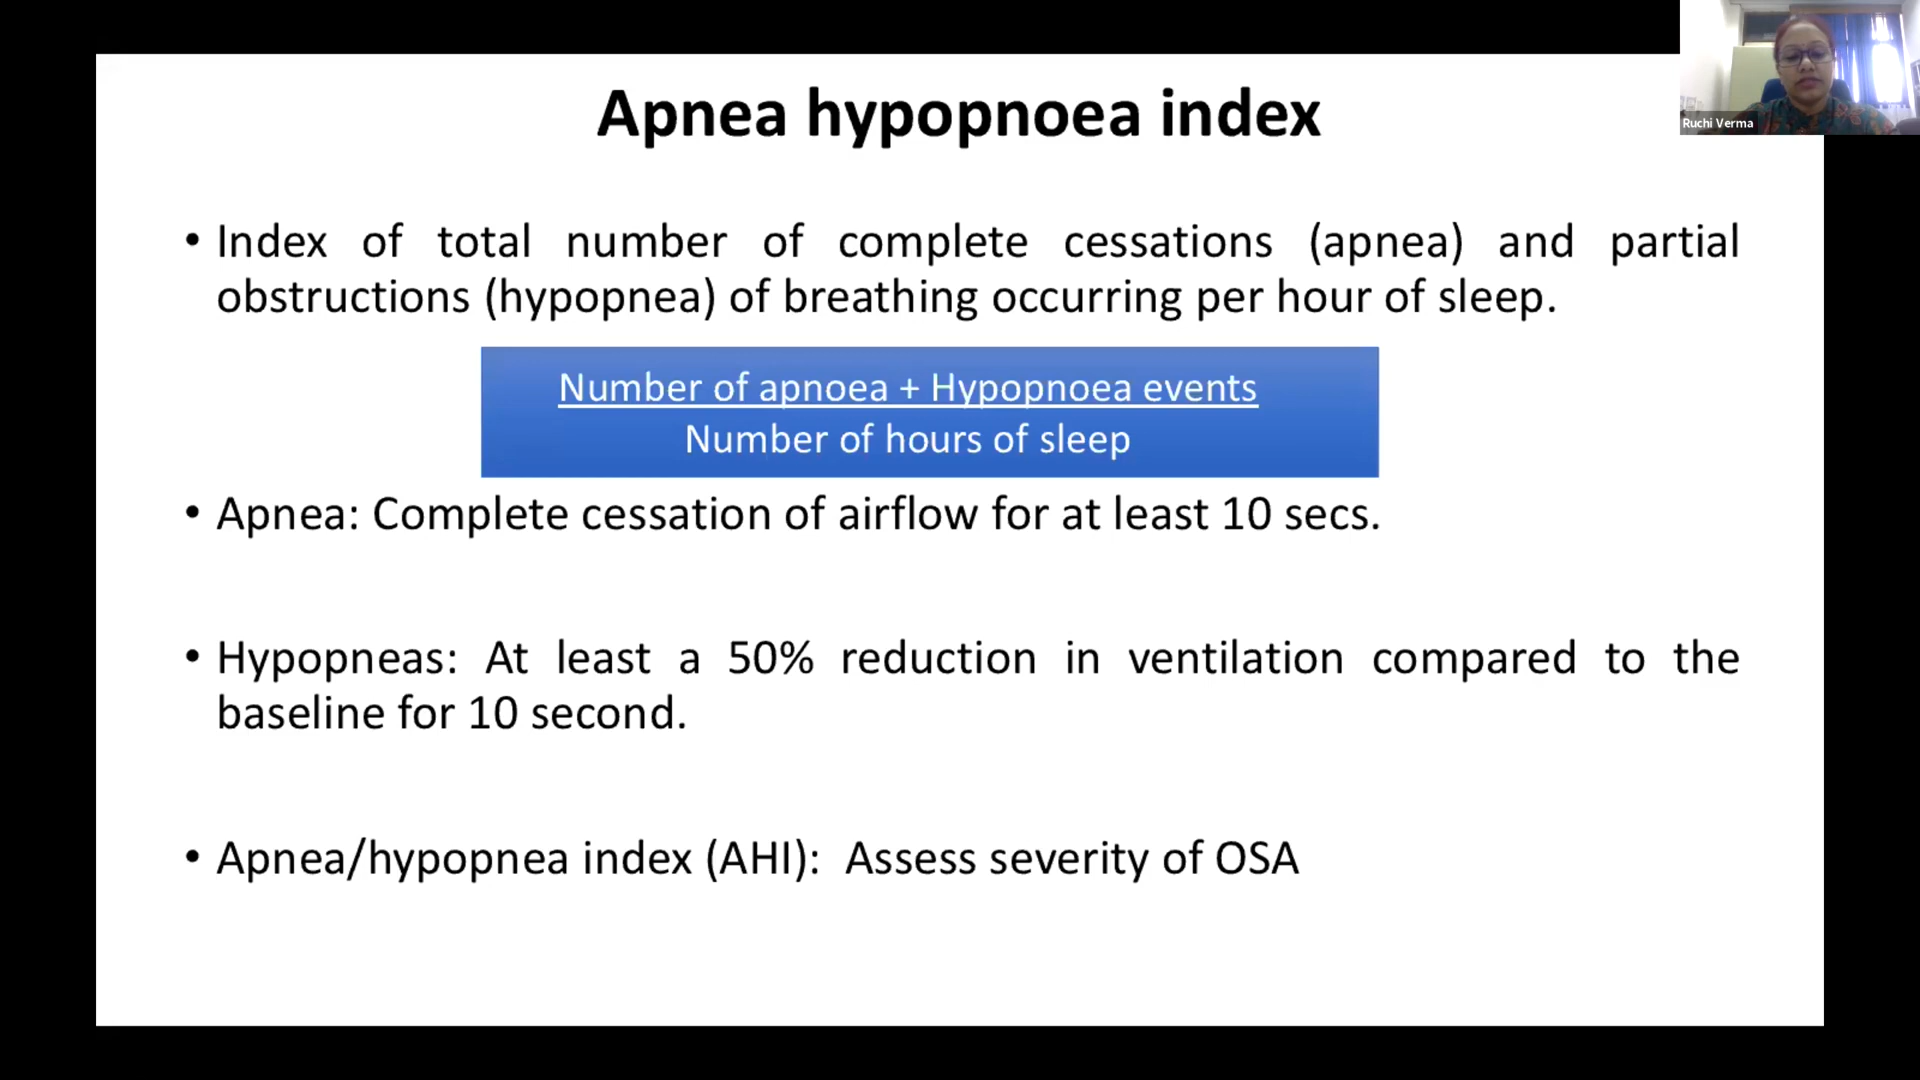 Apnea hypopnoea index
Ruchi Verma
• Index of total number of complete cessations (apnea) and partial
obstructions (hypopnea) of breathing occurring per hour of sleep.
Number of apnoea + Hypopnoea events
Number of hours of sleep
• Apnea: Complete cessation of airflow for at least 10 secs.
• Hypopneas: At least a 50% reduction in ventilation compared to the
baseline for 10 second.
• Apnea/hypopnea index (AHI): Assess severity of OSA